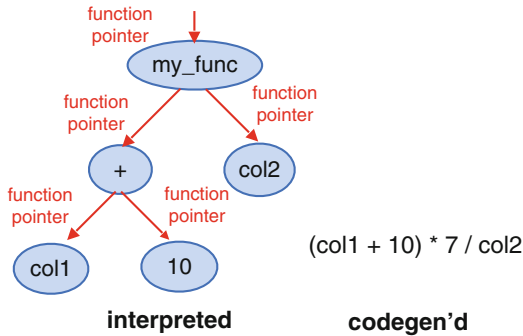 function
pointer
my_func
function
pointer
function
pointer
+
col2
function
pointer
function
pointer
col1
10
(col1 + 10) * 7 / col2
interpreted
codegen'd